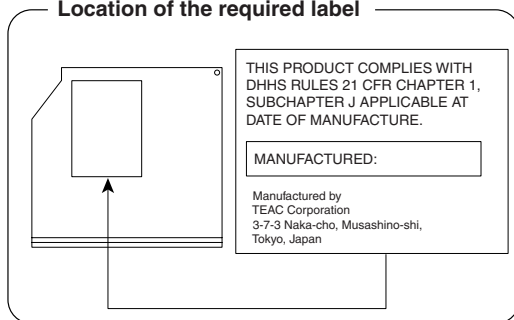 Location of the required label
THIS PRODUCT COMPLIES WITH
DHHS RULES 21 CFR CHAPTER 1,
SUBCHAPTER J APPLICABLE AT
DATE OF MANUFACTURE.
MANUFACTURED:
Manufactured by
TEAC Corporation
3-7-3 Naka-cho, Musashino-shi,
Tokyo, Japan